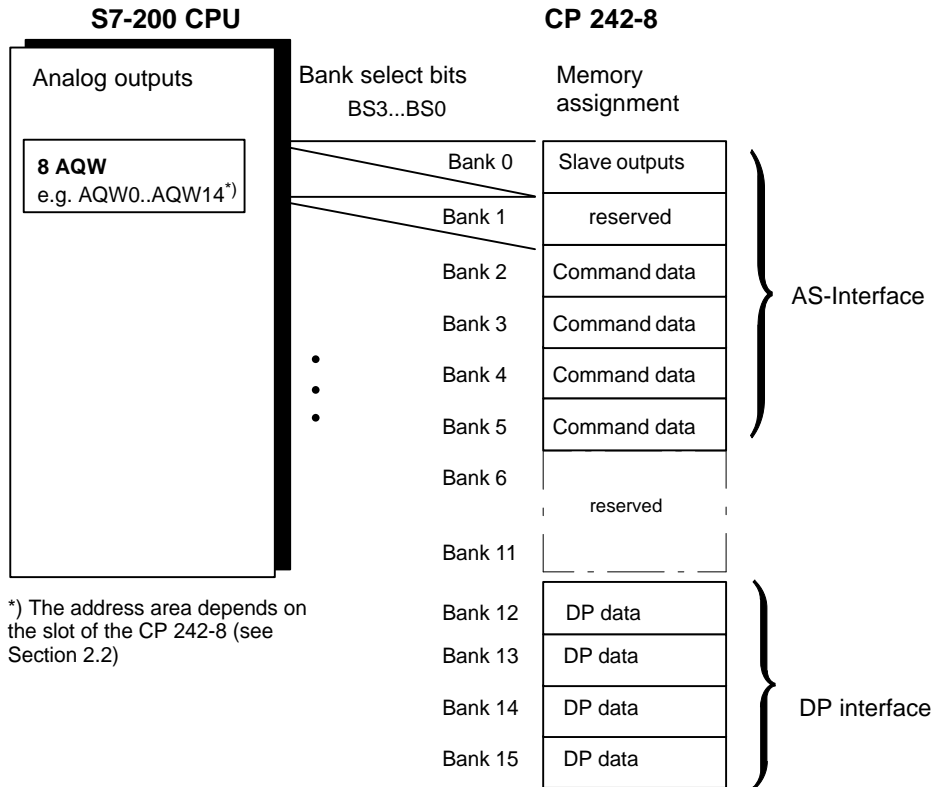 S7-200 CPU
CP 242-8
Analog outputs
Bank select bits
BS3...BS0
Memory
assignment
8 AQW
e.g. AQW0..AQW14*)
Bank 0
Slave outputs
Bank 1
reserved
Bank 2
Command data
Bank 3
Command data
Bank 4
Command data
Bank 5
Command data
AS-Interface
Bank 6
reserved
Bank 11
*) The address area depends on
the slot of the CP 242-8 (see
Section 2.2)
Bank 12
DP data
Bank 13
DP data
Bank 14
DP data
Bank 15
DP data
DP interface